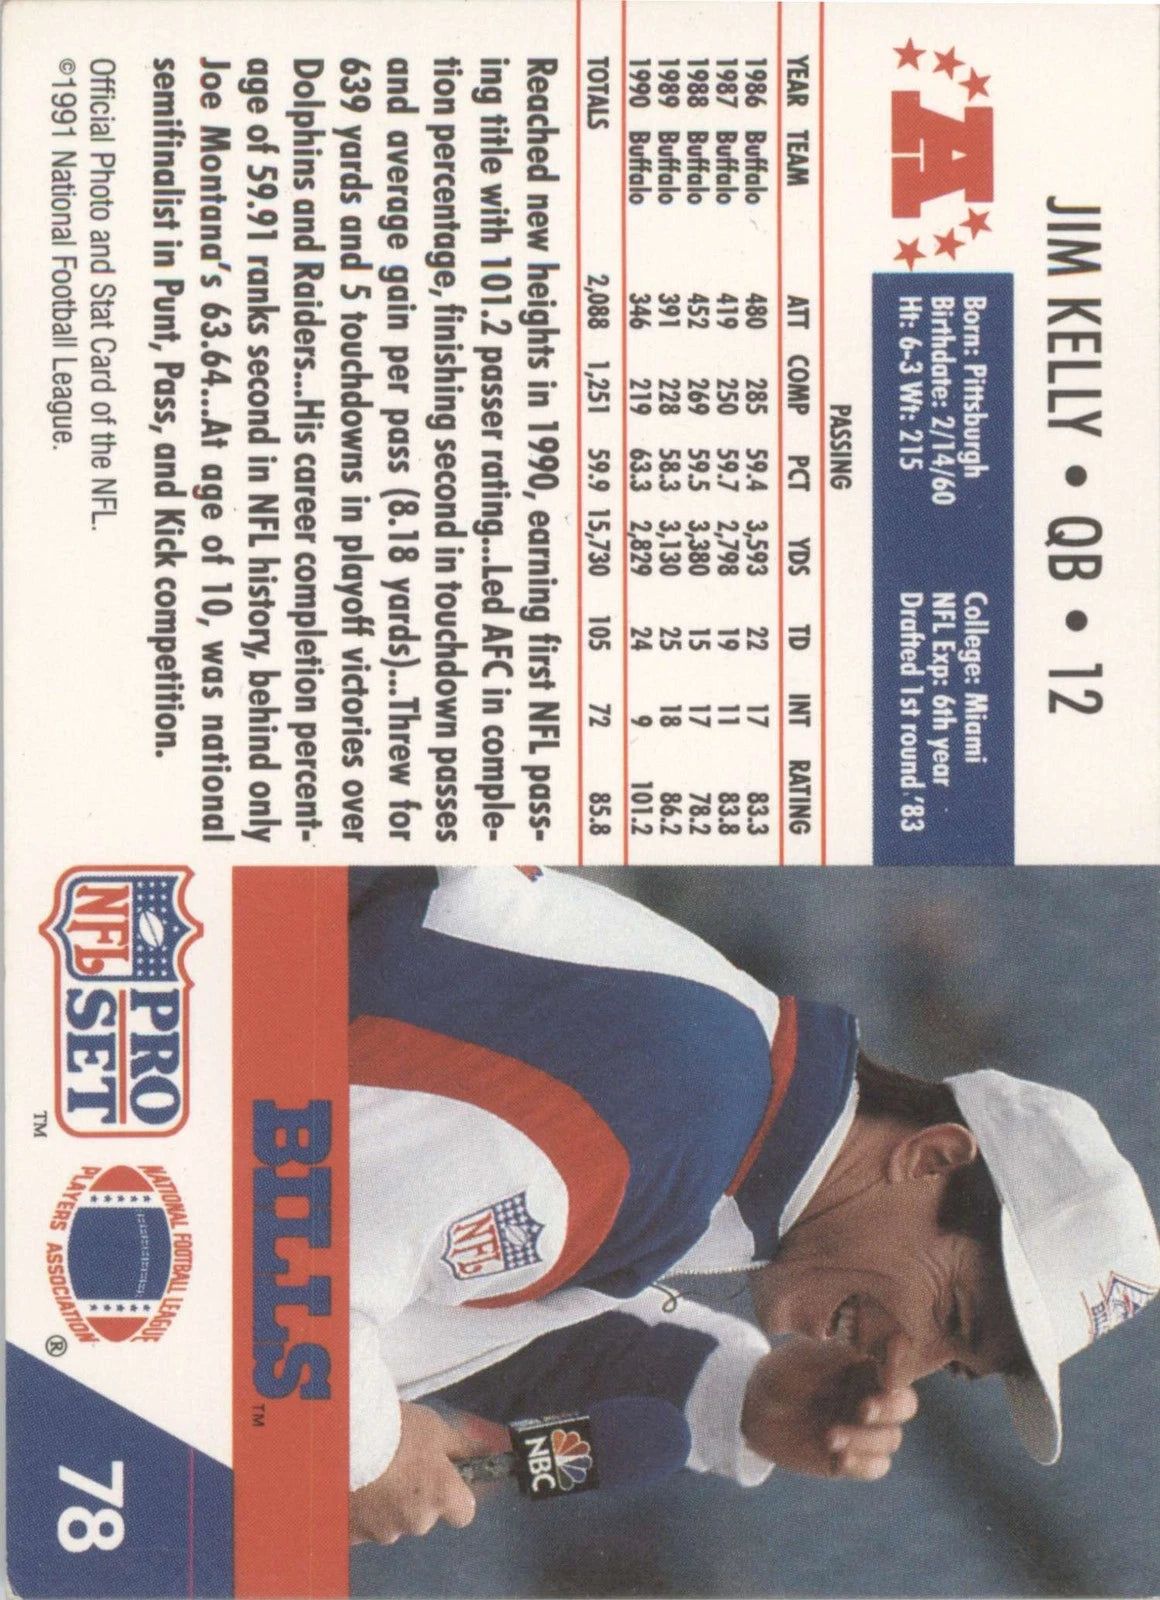 JIM KELLY • QB • 12
A
Born: Pittsburgh College: Miami
Birthdate: 2/14/60 NFL Exp: 6th year
Ht: 6-3 Wt: 215 Drafted 1st round '83
PASSING
YEAR TEAM ATT COMP PCT YDS TD INT RATING
1986 Buffalo 480 285 59.4 3,593 22 17 83.3
1987 Buffalo 419 250 59.7 2,798 19 11 83.8
1988 Buffalo 452 269 59.5 3,380 15 17 78.2
1989 Buffalo 391 228 58.3 3,130 25 18 86.2
1990 Buffalo 346 219 63.3 2,829 24 9 101.2
TOTALS 2,088 1,251 59.9 15,730 105 72 85.8
Reached new heights in 1990, earning first NFL pass-
ing title with 101.2 passer rating...Led AFC in comple-
tion percentage, finishing second in touchdown passes
and average gain per pass (8.18 yards)...Threw for
639 yards and 5 touchdowns in playoff victories over
Dolphins and Raiders...His career completion percent-
age of 59.91 ranks second in NFL history, behind only
Joe Montana's 63.64...At age of 10, was national
semifinalist in Punt, Pass, and Kick competition.
Official Photo and Stat Card of the NFL.
©1991 National Football League.
BILLS
NFL
NBC
BILLS™
NFL PRO SET™
NATIONAL FOOTBALL LEAGUE
PLAYERS ASSOCIATION®
78